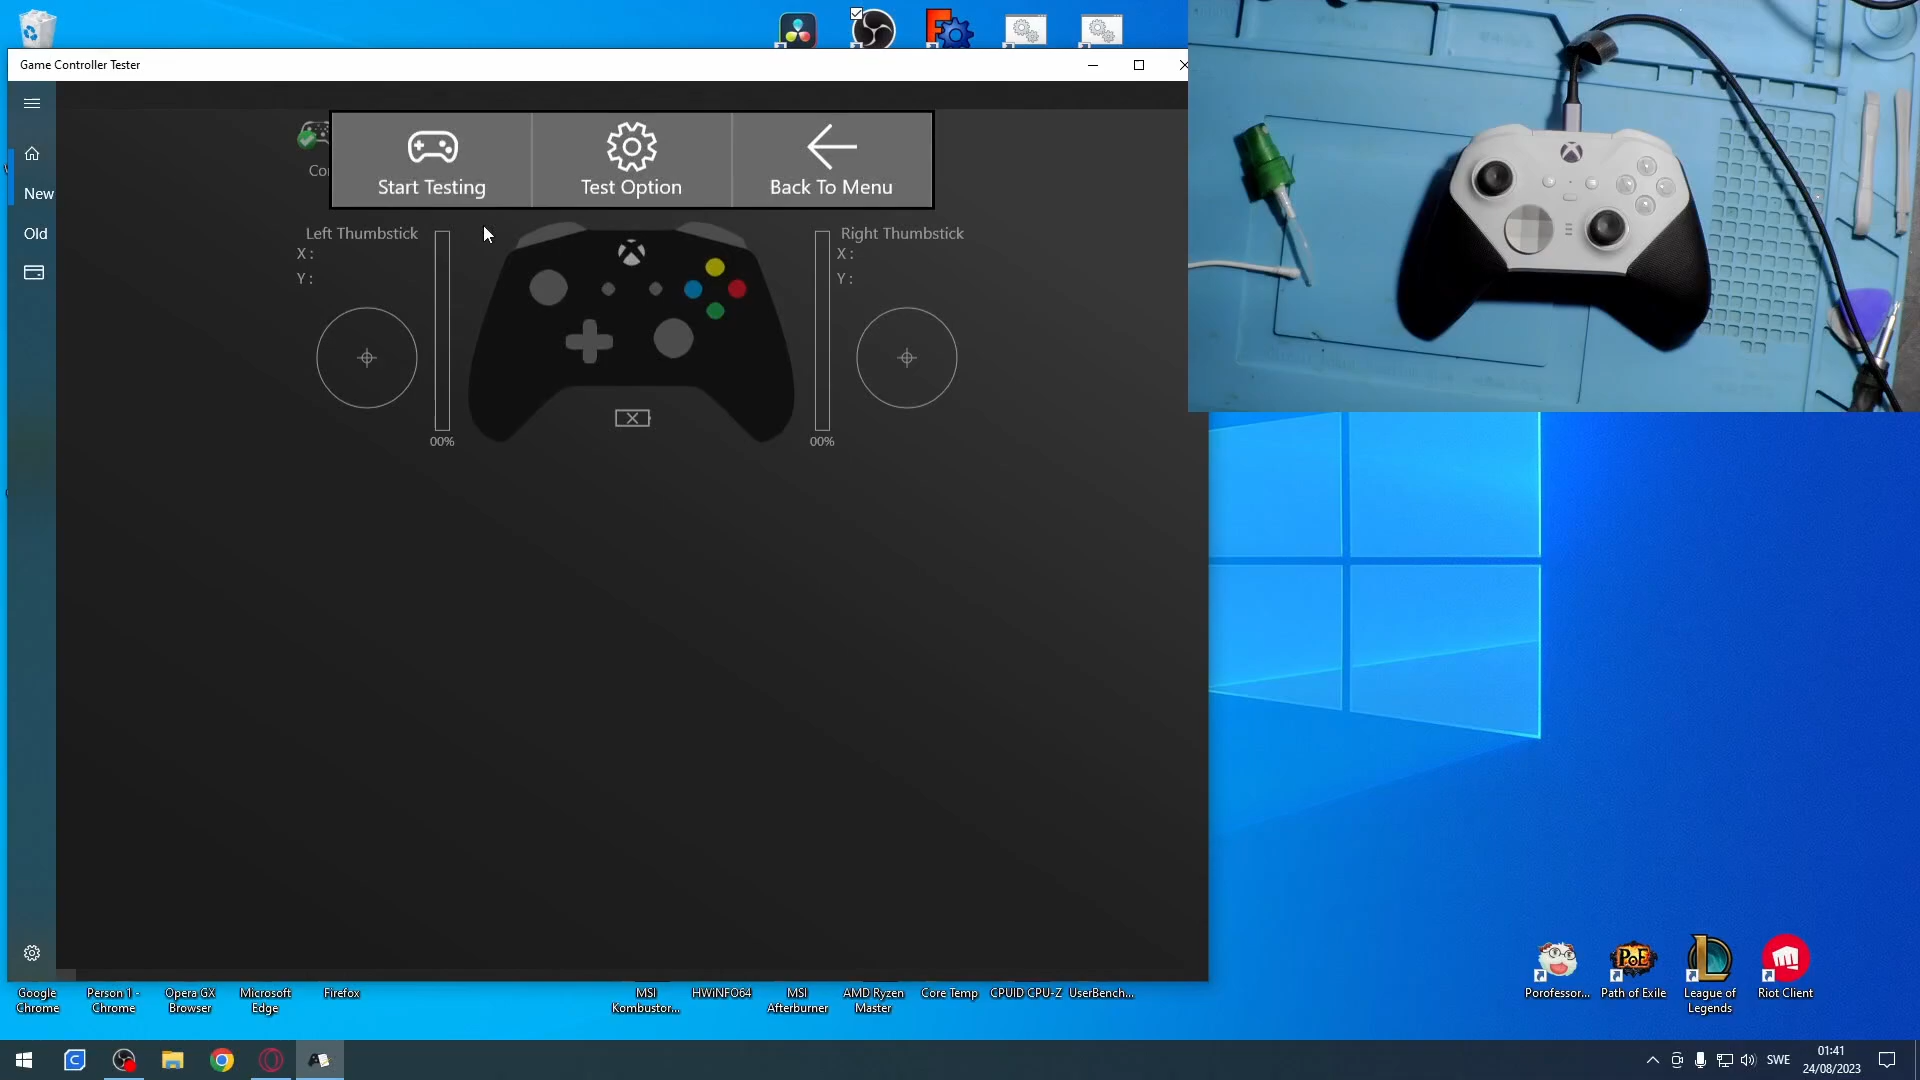 Game Controller Tester
New
Old
Start Testing
Test Option
Back To Menu
Left Thumbstick
X :
Y :
00%
Right Thumbstick
X :
Y :
00%
Google
Chrome
Person 1 -
Chrome
Opera GX
Browser
Microsoft
Edge
Firefox
MSI
Kombustor...
HWiNFO64
MSI
Afterburner
AMD Ryzen
Master
Core Temp
CPUID CPU-Z
UserBench...
Porofessor...
PoE
Path of Exile
League of
Legends
Riot Client
SWE
01:41
24/08/2023